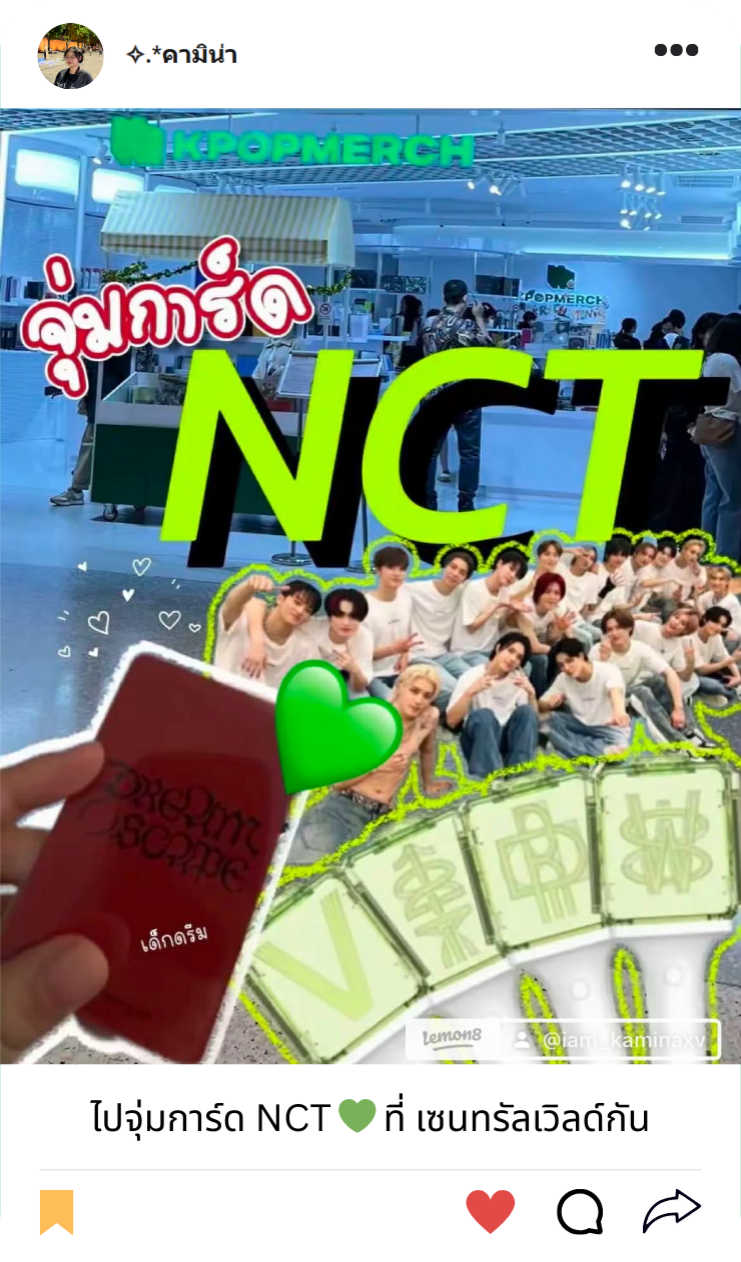 ✧.*คามิน่า
KPOPMERCH
KPOPMERCH
จุ่มการ์ด
NCT
DREAM
SCAPE
เด็กดรีม
V
lemon8
@iam_kaminaxv
ไปจุ่มการ์ด NCT💚ที่ เซนทรัลเวิลด์กัน